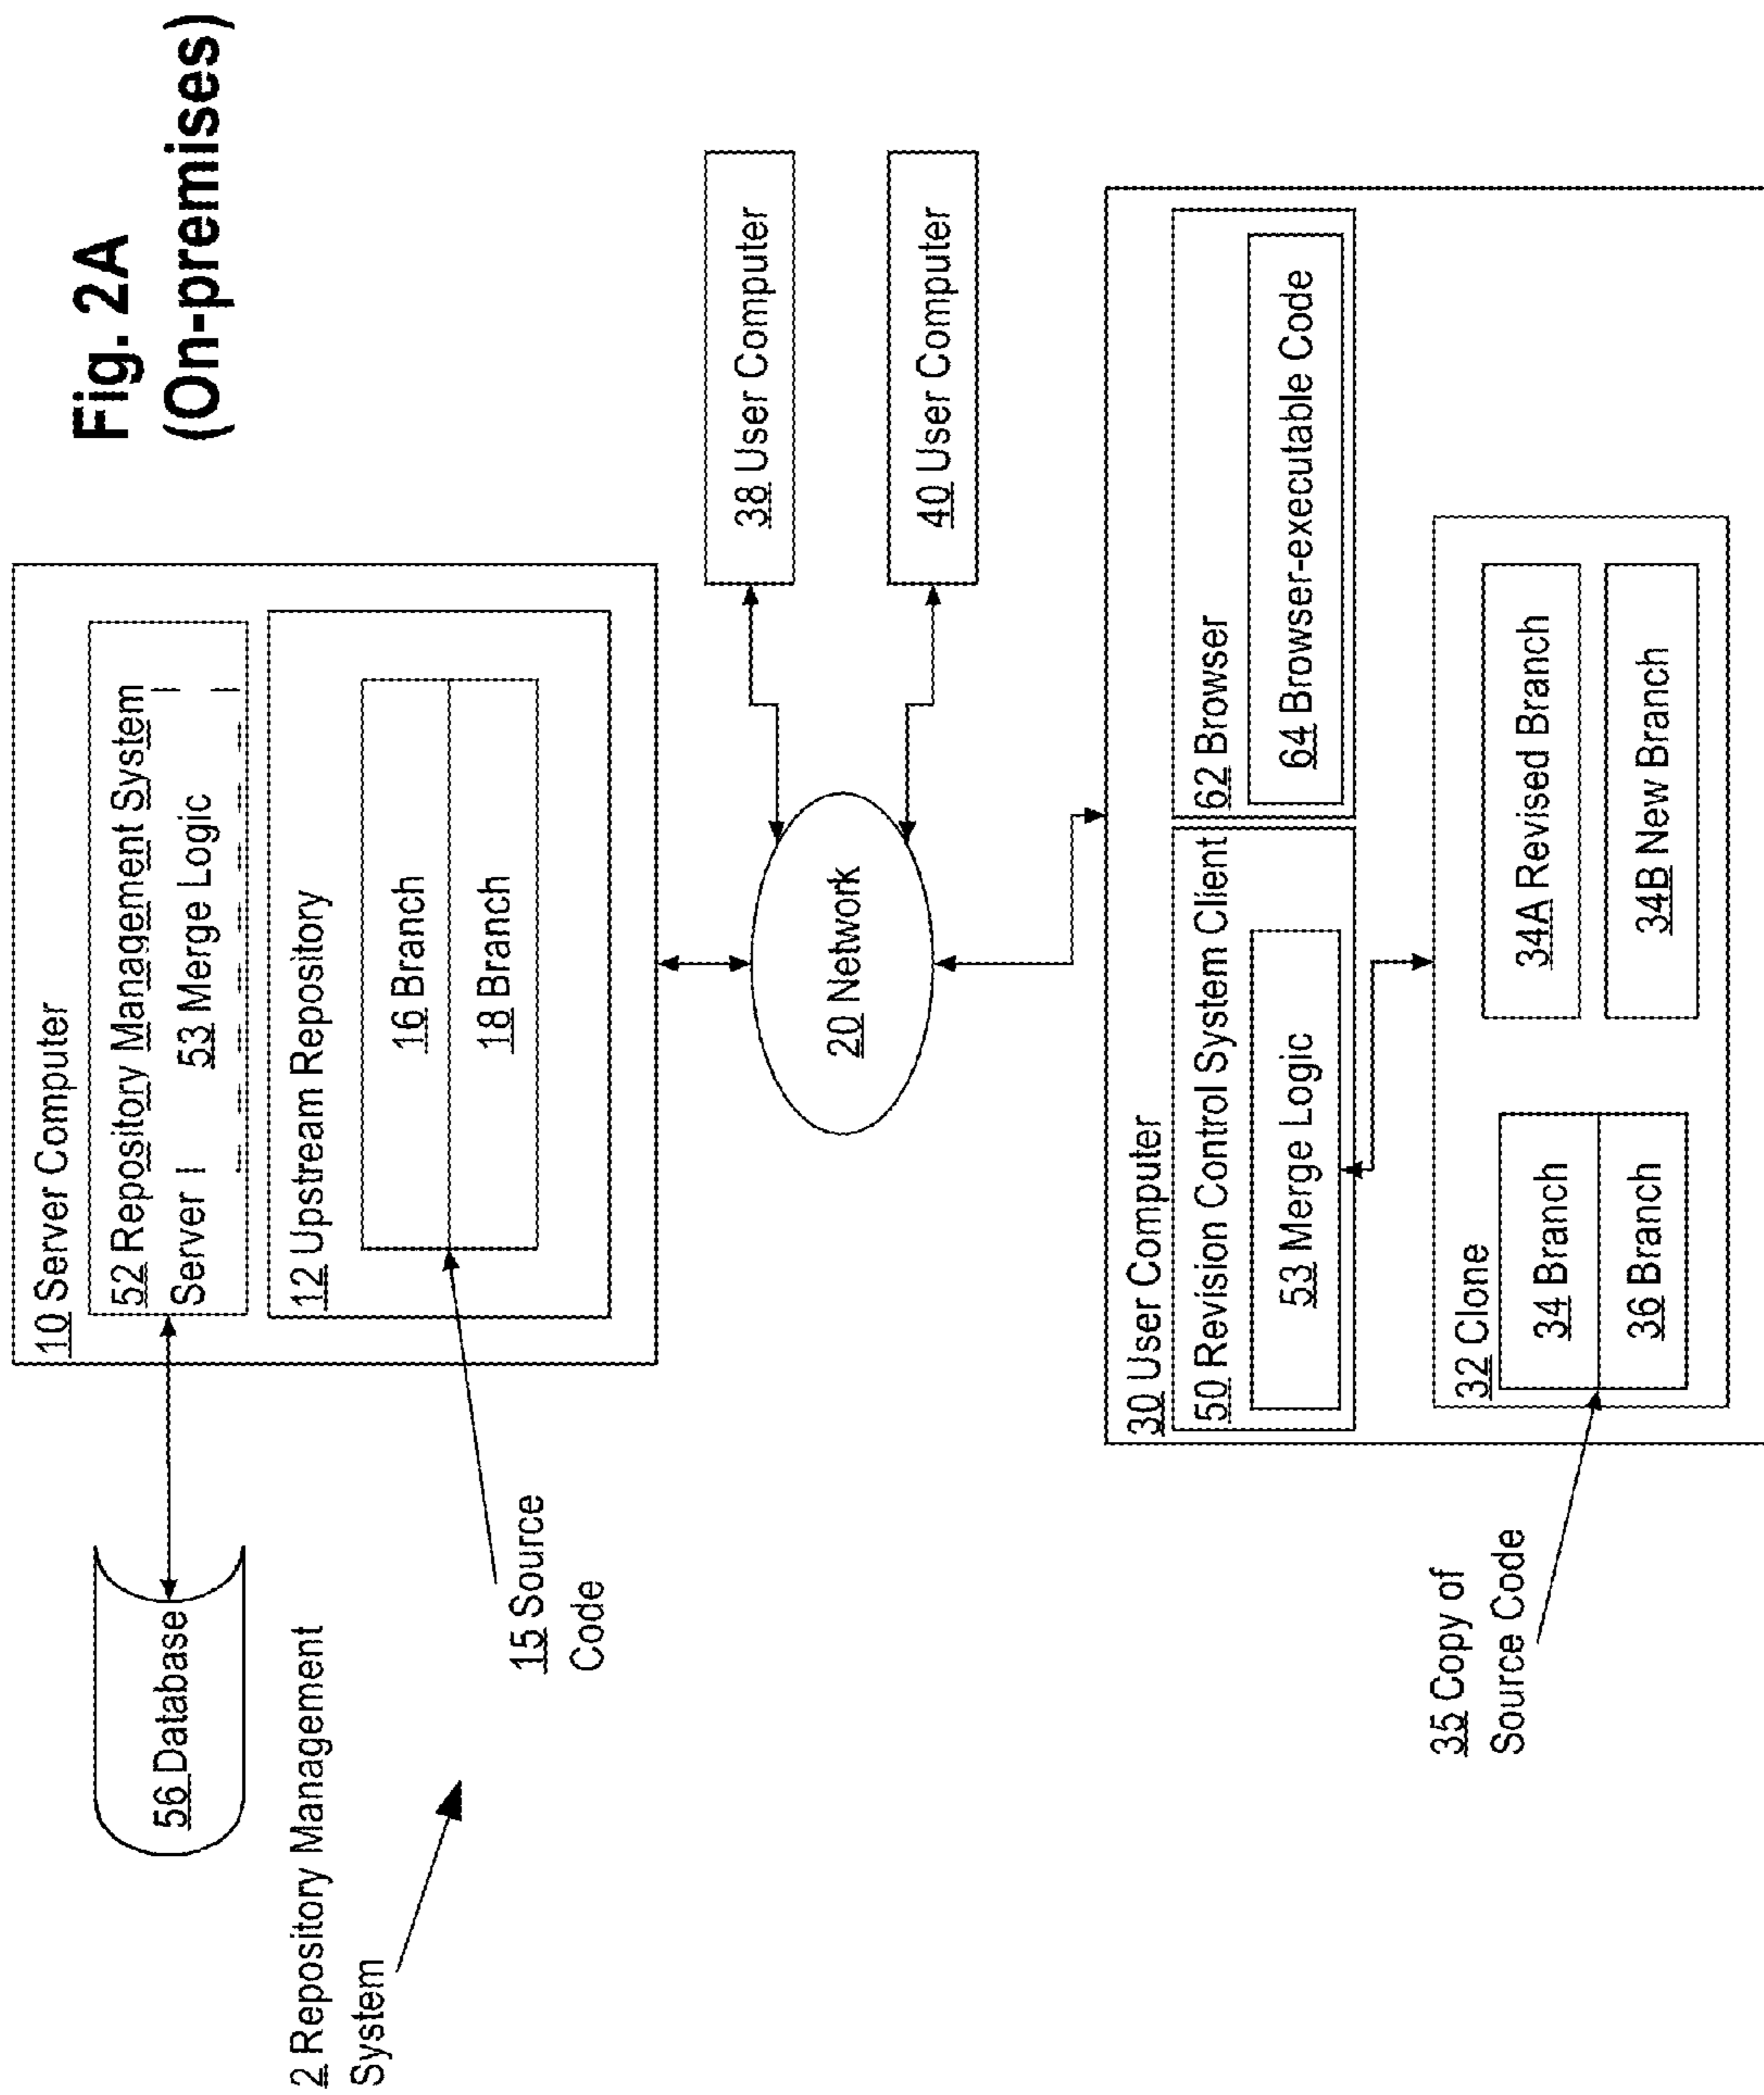 Fig. 2A
(On-premises)
56 Database
10 Server Computer
52 Repository Management System
Server
53 Merge Logic
12 Upstream Repository
16 Branch
18 Branch
2 Repository Management
System
15 Source
Code
20 Network
38 User Computer
40 User Computer
30 User Computer
50 Revision Control System Client
53 Merge Logic
62 Browser
64 Browser-executable Code
32 Clone
34 Branch
36 Branch
34A Revised Branch
34B New Branch
35 Copy of
Source Code